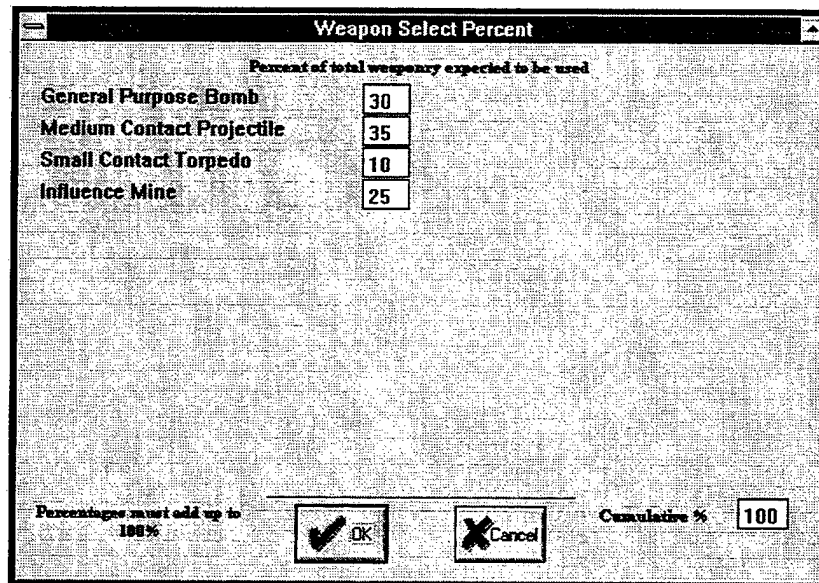 Weapon Select Percent
Percent of total weaponry expected to be used
General Purpose Bomb 30
Medium Contact Projectile 35
Small Contact Torpedo 10
Influence Mine 25
Percentages must add up to
100%
OK
Cancel
Cumulative % 100